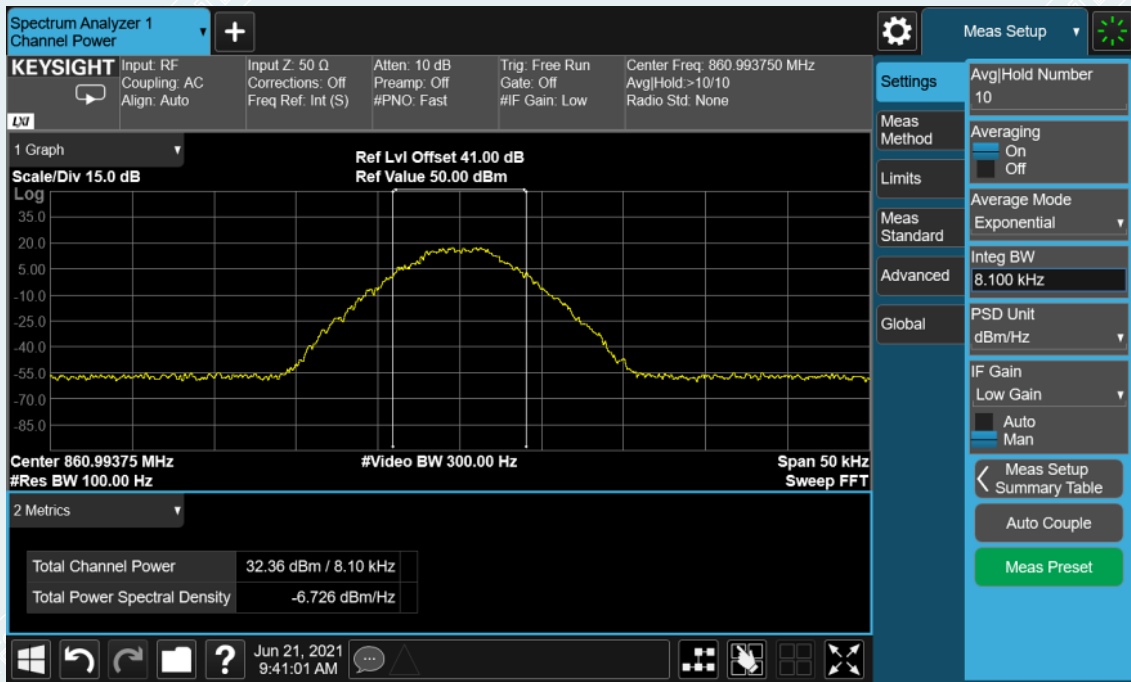 Spectrum Analyzer 1
Channel Power
+
Meas Setup
KEYSIGHT
LXI
Input: RF
Coupling: AC
Align: Auto
Input Z: 50 Ω
Corrections: Off
Freq Ref: Int (S)
Atten: 10 dB
Preamp: Off
#PNO: Fast
Trig: Free Run
Gate: Off
#IF Gain: Low
Center Freq: 860.993750 MHz
Avg|Hold:>10/10
Radio Std: None
1 Graph
Scale/Div 15.0 dB
Ref Lvl Offset 41.00 dB
Ref Value 50.00 dBm
Log
35.0
20.0
5.00
-10.0
-25.0
-40.0
-55.0
-70.0
-85.0
Center 860.99375 MHz
#Video BW 300.00 Hz
Span 50 kHz
#Res BW 100.00 Hz
Sweep FFT
2 Metrics
Total Channel Power 32.36 dBm / 8.10 kHz
Total Power Spectral Density -6.726 dBm/Hz
?
Jun 21, 2021
9:41:01 AM
Settings
Meas
Method
Limits
Meas
Standard
Advanced
Global
Avg|Hold Number
10
Averaging
On
Off
Average Mode
Exponential
Integ BW
8.100 kHz
PSD Unit
dBm/Hz
IF Gain
Low Gain
Auto
Man
Meas Setup
Summary Table
Auto Couple
Meas Preset